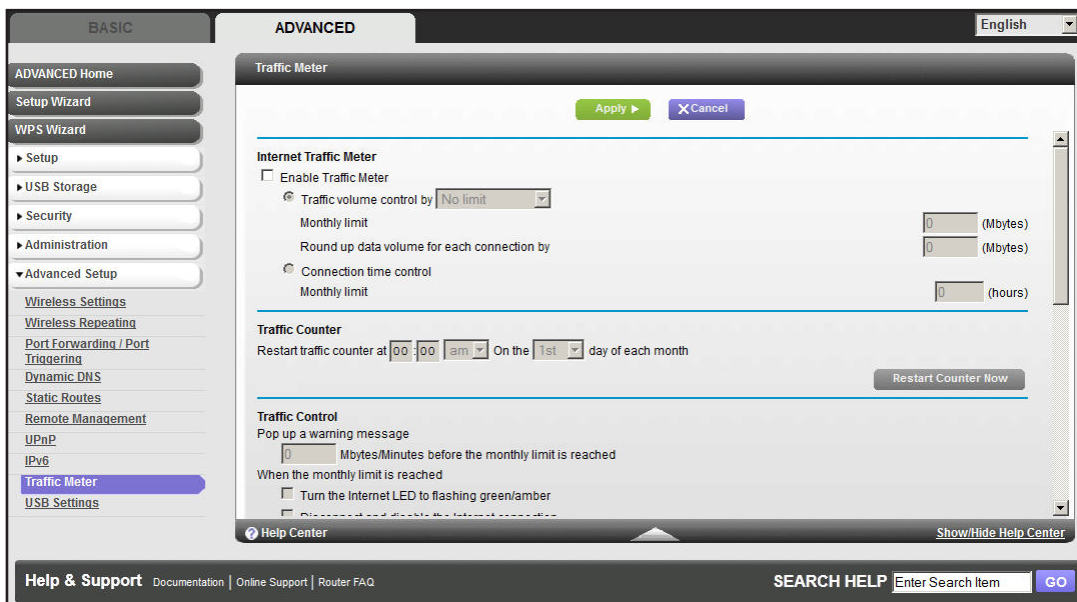 BASIC
ADVANCED
English
ADVANCED Home
Setup Wizard
WPS Wizard
Setup
USB Storage
Security
Administration
Advanced Setup
Wireless Settings
Wireless Repeating
Port Forwarding / Port
Triggering
Dynamic DNS
Static Routes
Remote Management
UPnP
IPv6
Traffic Meter
USB Settings
Traffic Meter
Apply
X Cancel
Internet Traffic Meter
Enable Traffic Meter
Traffic volume control by No limit
Monthly limit 0 (Mbytes)
Round up data volume for each connection by 0 (Mbytes)
Connection time control
Monthly limit 0 (hours)
Traffic Counter
Restart traffic counter at 00 : 00 am On the 1st day of each month
Restart Counter Now
Traffic Control
Pop up a warning message
0 Mbytes/Minutes before the monthly limit is reached
When the monthly limit is reached
Turn the Internet LED to flashing green/amber
Disconnect and disable the Internet connection
? Help Center
Show/Hide Help Center
Help & Support Documentation | Online Support | Router FAQ
SEARCH HELP Enter Search Item GO